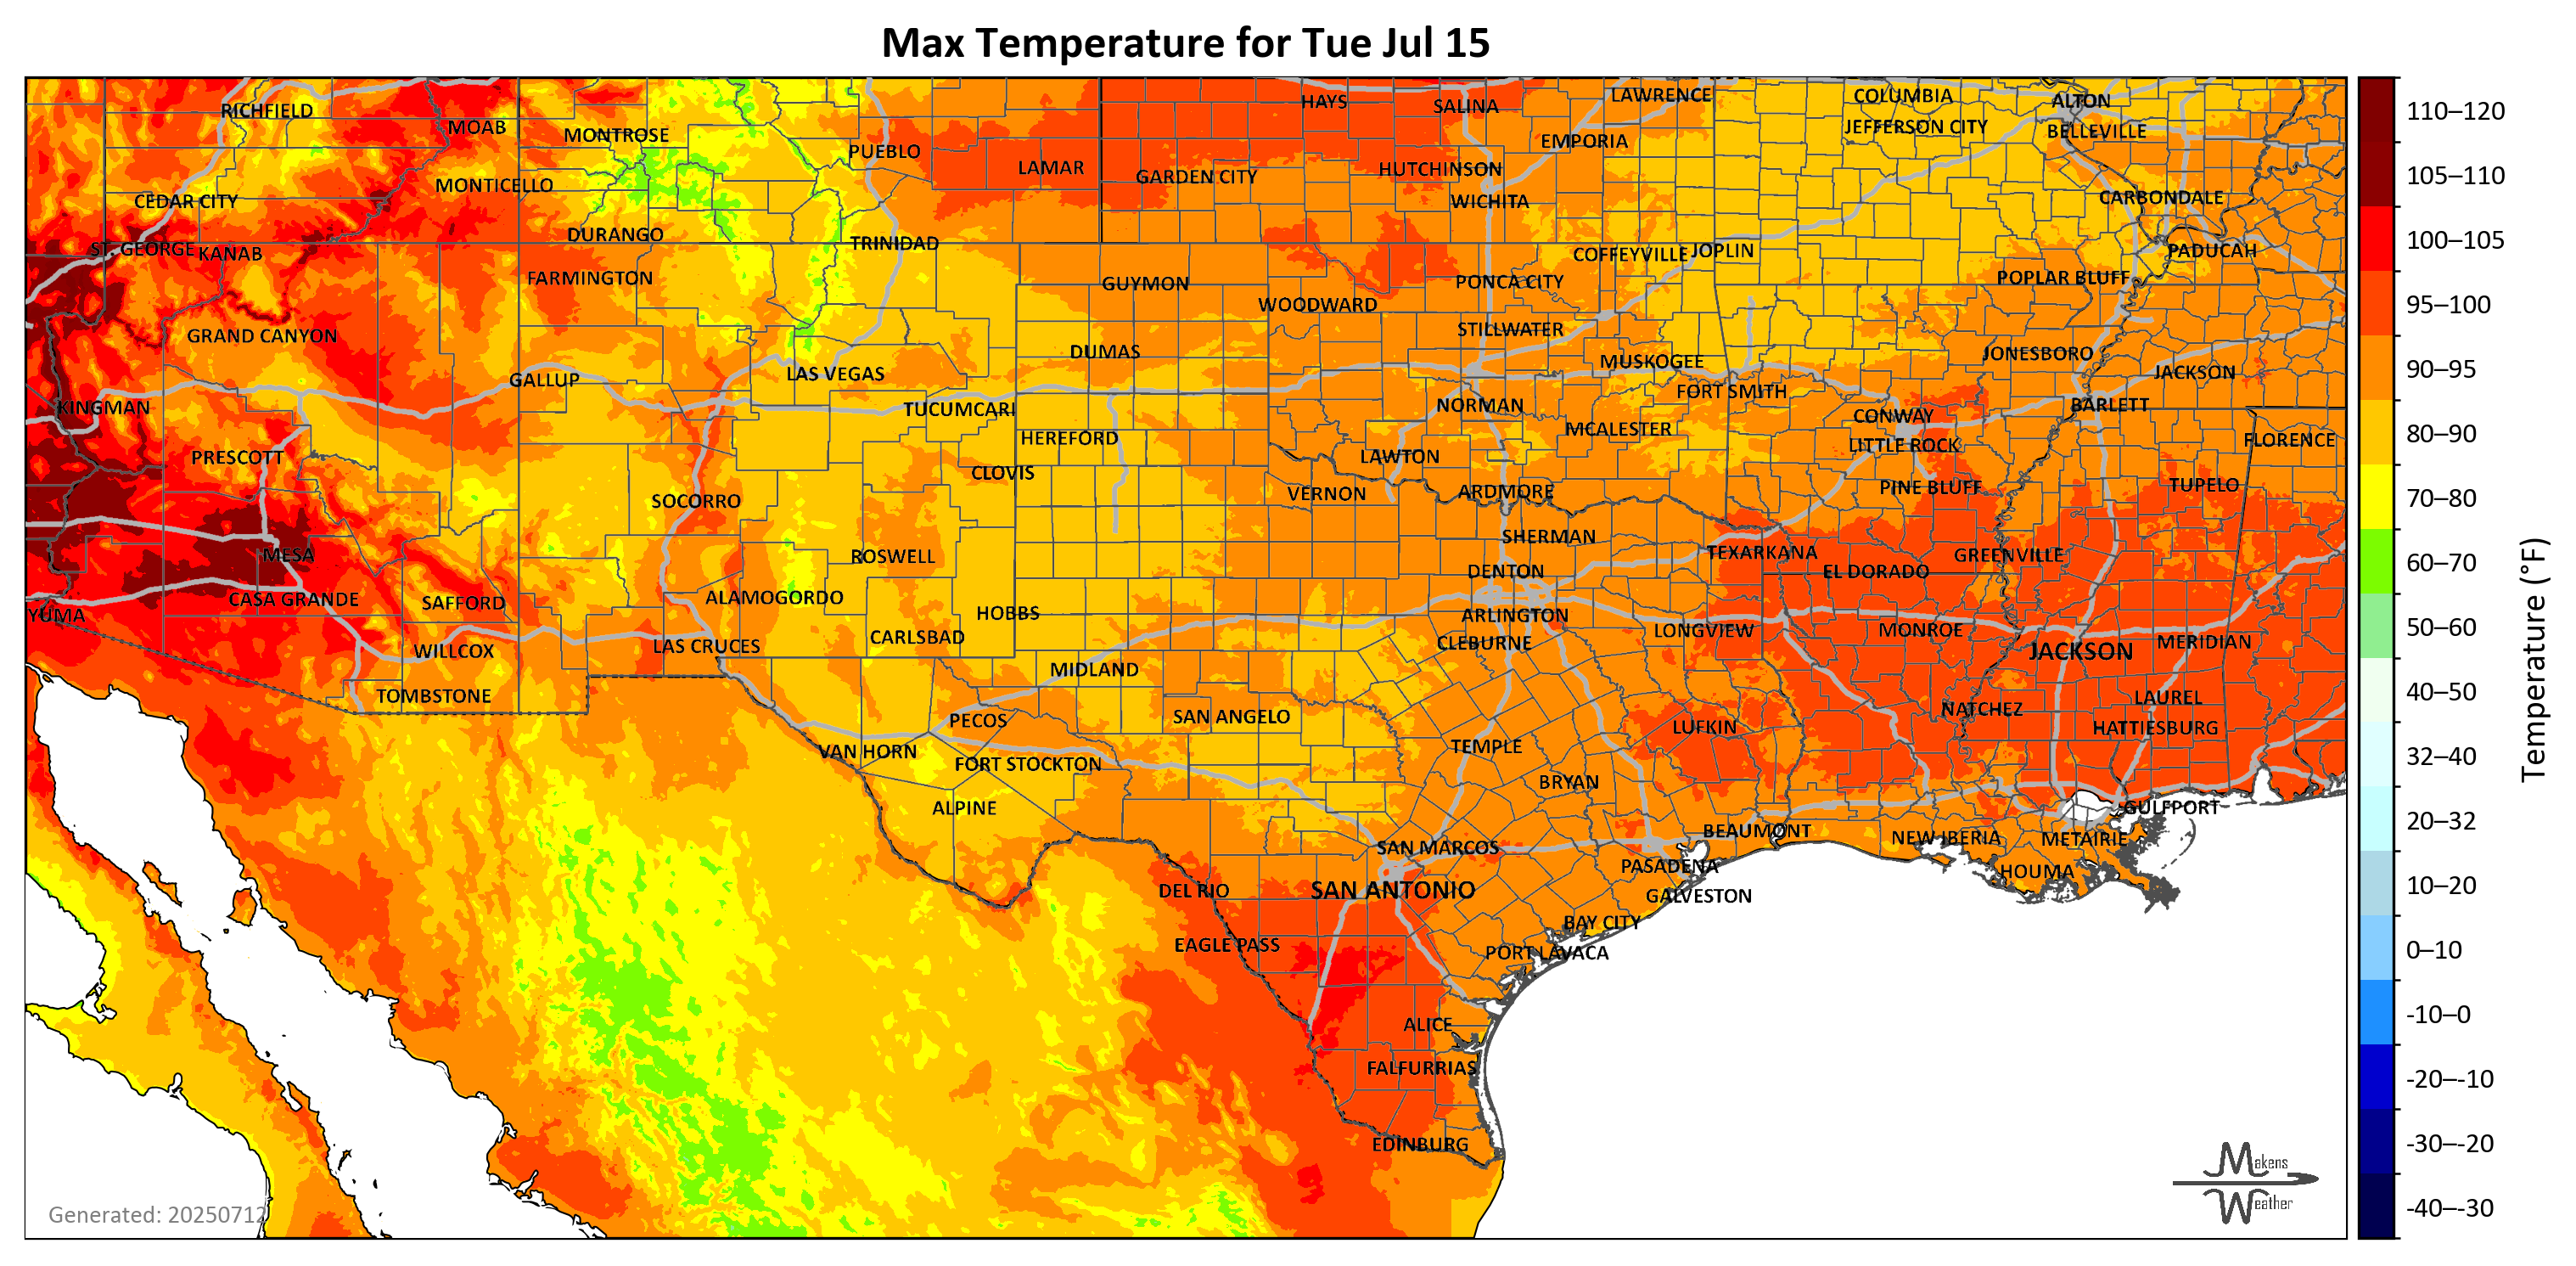 Max Temperature for Tue Jul 15
RICHFIELD
MOAB
MONTROSE
PUEBLO
LAMAR
HAYS
SALINA
LAWRENCE
COLUMBIA
ALTON
EMPORIA
JEFFERSON CITY
BELLEVILLE
MONTICELLO
GARDEN CITY
HUTCHINSON
CEDAR CITY
WICHITA
CARBONDALE
ST. GEORGE
KANAB
DURANGO
TRINIDAD
COFFEYVILLE
JOPLIN
PADUCAH
FARMINGTON
GUYMON
PONCA CITY
POPLAR BLUFF
WOODWARD
GRAND CANYON
STILLWATER
DUMAS
MUSKOGEE
JONESBORO
GALLUP
LAS VEGAS
FORT SMITH
JACKSON
KINGMAN
TUCUMCARI
NORMAN
CONWAY
BARLETT
HEREFORD
MCALESTER
LITTLE ROCK
FLORENCE
PRESCOTT
CLOVIS
LAWTON
SOCORRO
VERNON
ARDMORE
PINE BLUFF
TUPELO
MESA
ROSWELL
SHERMAN
TEXARKANA
GREENVILLE
DENTON
EL DORADO
CASA GRANDE
SAFFORD
ALAMOGORDO
HOBBS
ARLINGTON
YUMA
WILLCOX
LAS CRUCES
CARLSBAD
CLEBURNE
LONGVIEW
MONROE
JACKSON
MERIDIAN
TOMBSTONE
MIDLAND
PECOS
SAN ANGELO
LUFKIN
NATCHEZ
LAUREL
HATTIESBURG
VAN HORN
FORT STOCKTON
TEMPLE
BRYAN
ALPINE
GULFPORT
SAN MARCOS
BEAUMONT
NEW IBERIA
METAIRIE
DEL RIO
SAN ANTONIO
PASADENA
HOUMA
GALVESTON
EAGLE PASS
BAY CITY
PORT LAVACA
ALICE
FALFURRIAS
EDINBURG
Generated: 20250712
Makens
Weather
110–120
105–110
100–105
95–100
90–95
80–90
70–80
60–70
50–60
40–50
32–40
20–32
10–20
0–10
-10–0
-20–-10
-30–-20
-40–-30
Temperature (°F)